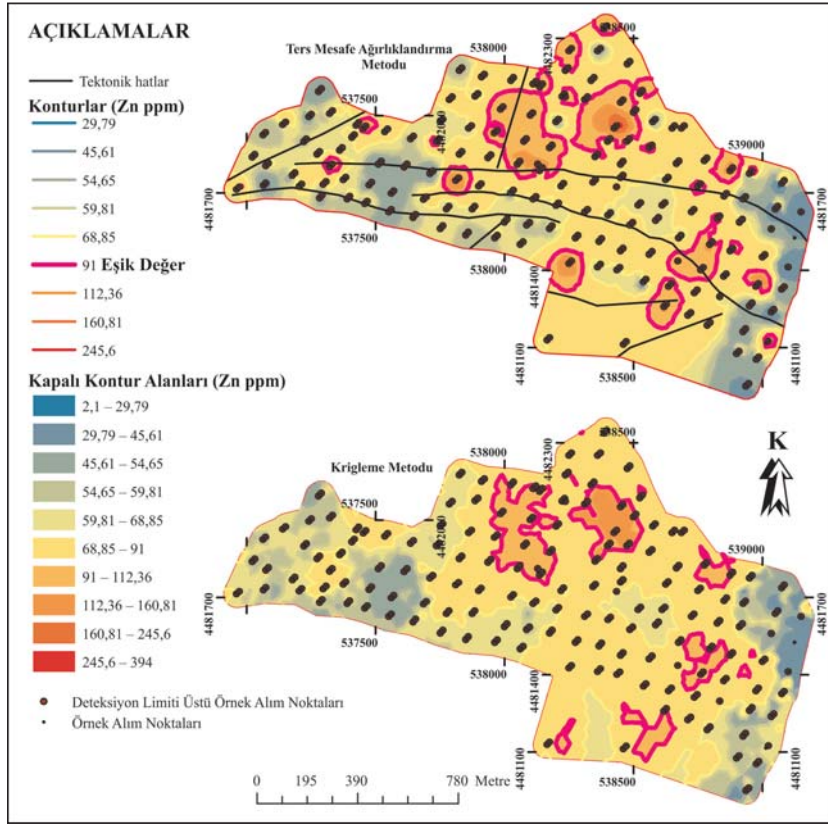 AÇIKLAMALAR
Tektonik hatlar
Konturlar (Zn ppm)
29,79
45,61
54,65
59,81
68,85
91 Eşik Değer
112,36
160,81
245,6
Kapalı Kontur Alanları (Zn ppm)
2,1 – 29,79
29,79 – 45,61
45,61 – 54,65
54,65 – 59,81
59,81 – 68,85
68,85 – 91
91 – 112,36
112,36 – 160,81
160,81 – 245,6
245,6 – 394
Deteksiyon Limiti Üstü Örnek Alım Noktaları
Örnek Alım Noktaları
0 195 390 780 Metre
Ters Mesafe Ağırlıklandırma
Metodu
538000
4482300
538500
537500
4482000
539000
4481700
4481700
537500
538000
4481400
4481400
4481100
4481100
538500
Krigleme Metodu
K
538000
4482300
538500
537500
4482000
539000
4481700
4481700
537500
538000
4481400
4481400
4481100
4481100
538500